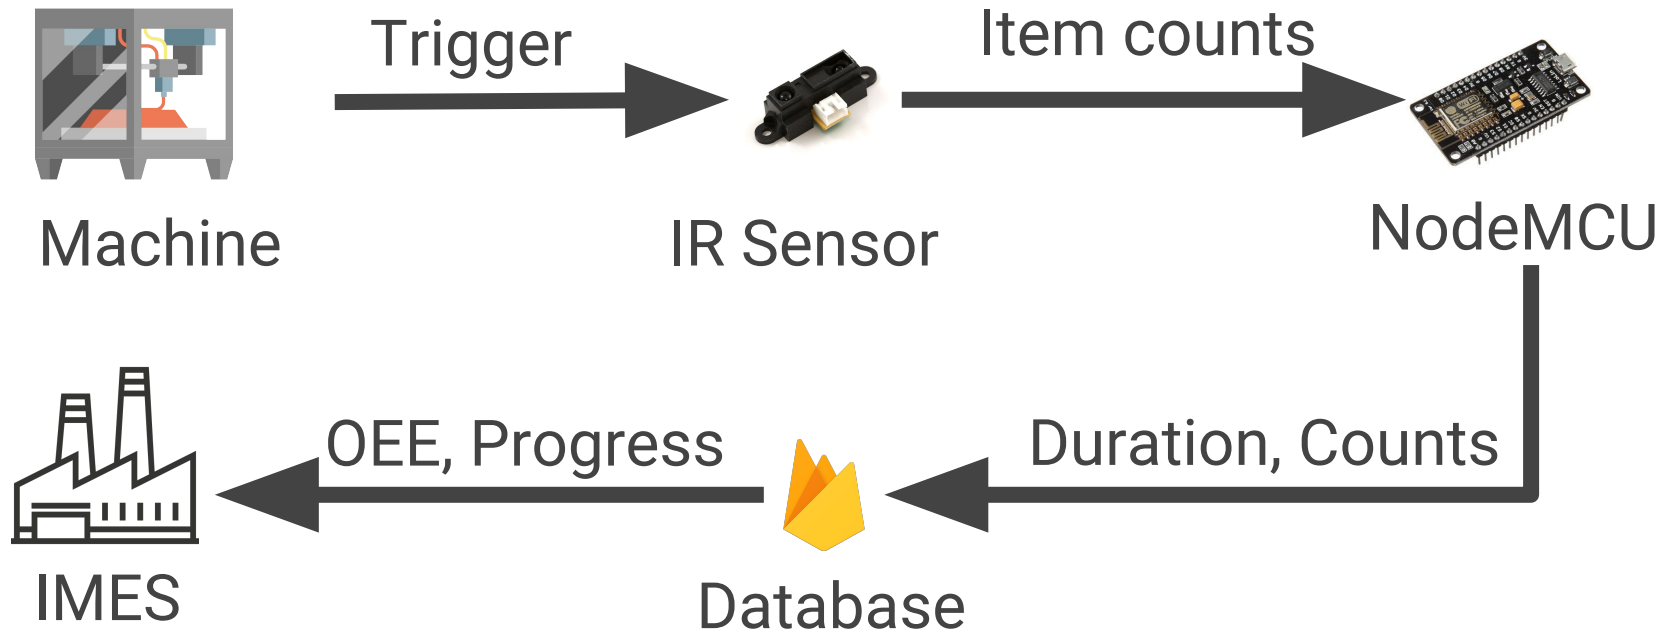 Trigger
Item counts
Machine
IR Sensor
NodeMCU
OEE, Progress
Duration, Counts
IMES
Database